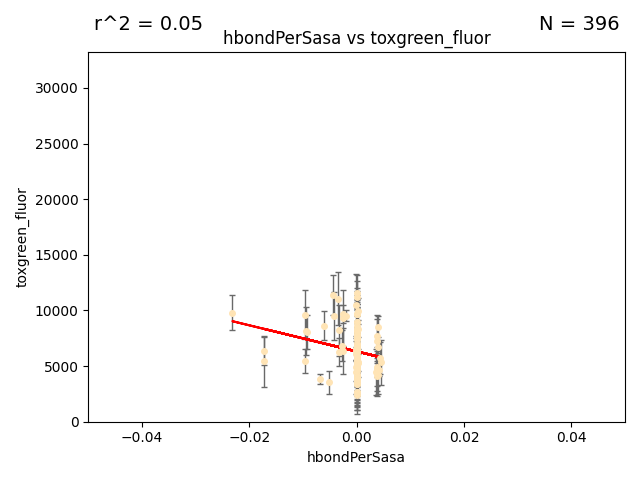 r^2 = 0.05
N = 396
hbondPerSasa vs toxgreen_fluor
30000
25000
20000
15000
10000
5000
0
toxgreen_fluor
−0.04
−0.02
0.00
0.02
0.04
hbondPerSasa